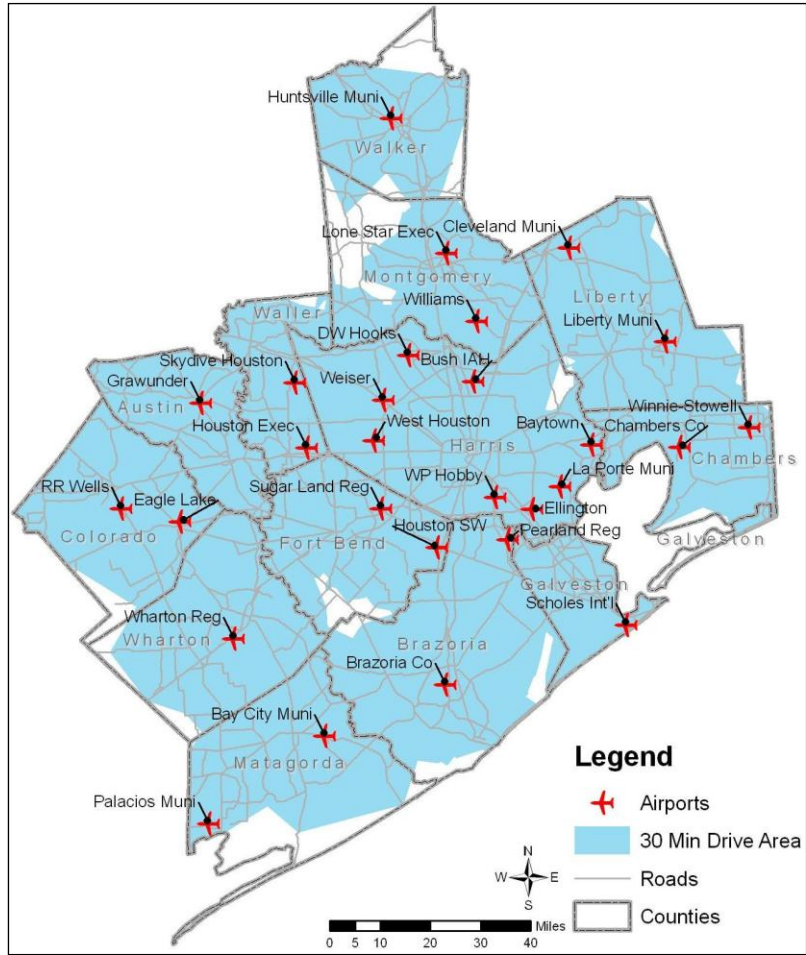 Huntsville Muni
Walker
Cleveland Muni
Lone Star Exec
Montgomery
Liberty
Williams
Waller
Liberty Muni
DW Hooks
Bush IAH
Skydive Houston
Weiser
Grawunder
Winnie-Stowell
Austin
West Houston
Baytown
Chambers Co
Houston Exec
Harris
Chambers
La Porte Muni
WP Hobby
RR Wells
Eagle Lake
Sugar Land Reg
Ellington
Houston SW
Pearland Reg
Colorado
Fort Bend
Galveston
Galveston
Scholes Int'l
Wharton Reg
Wharton
Brazoria
Brazoria Co
Bay City Muni
Matagorda
Palacios Muni
Legend
Airports
30 Min Drive Area
Roads
Counties
N
W E
S
Miles
0 5 10 20 30 40